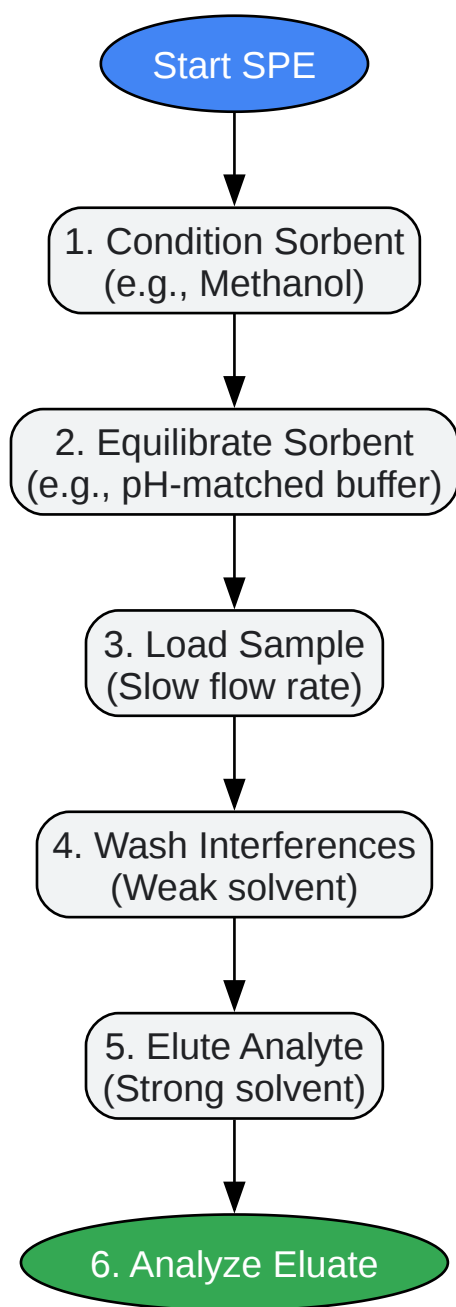 Start SPE
1. Condition Sorbent
(e.g., Methanol)
2. Equilibrate Sorbent
(e.g., pH-matched buffer)
3. Load Sample
(Slow flow rate)
4. Wash Interferences
(Weak solvent)
5. Elute Analyte
(Strong solvent)
6. Analyze Eluate